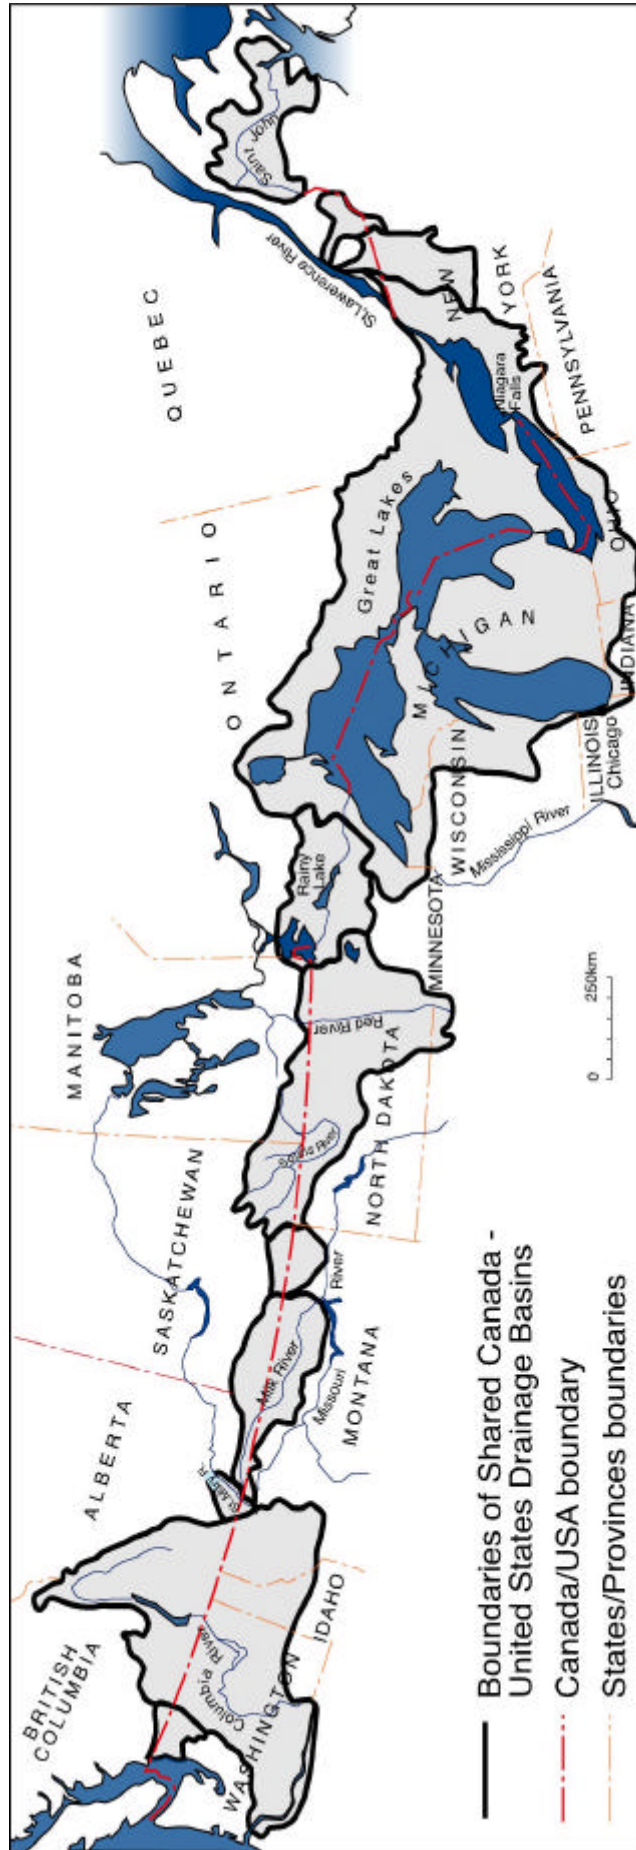 BRITISH
COLUMBIA
ALBERTA
SASKATCHEWAN
MANITOBA
ONTARIO
QUEBEC
Columbia River
WASHINGTON
IDAHO
St. Mary R.
Milk River
Missouri
River
MONTANA
Souris River
NORTH DAKOTA
Red River
MINNESOTA
Rainy
Lake
WISCONSIN
Mississippi River
ILLINOIS
Chicago
INDIANA
MICHIGAN
Great Lakes
OHIO
Niagara
Falls
PENNSYLVANIA
NEW
YORK
St.Lawerence River
Saint John
0 250km
Boundaries of Shared Canada -
United States Drainage Basins
Canada/USA boundary
States/Provinces boundaries